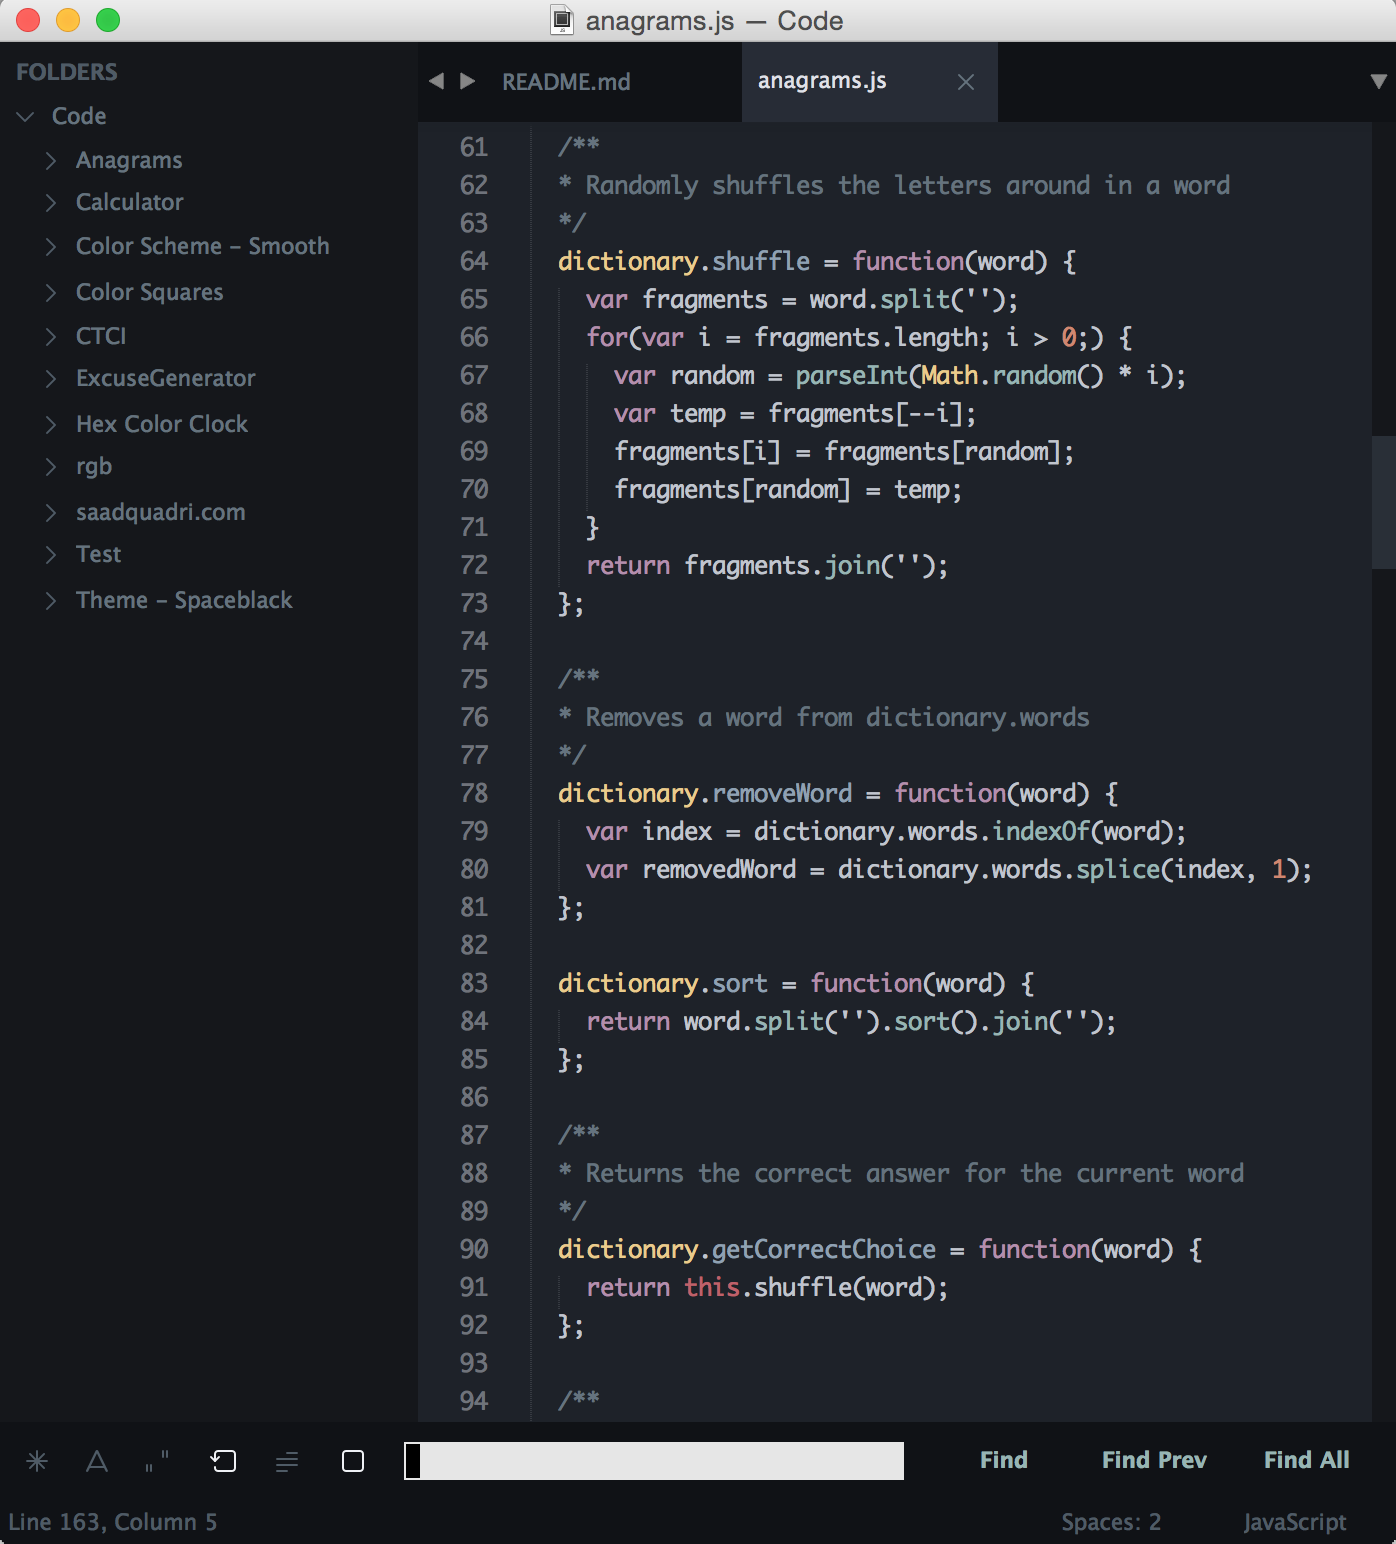 anagrams.js — Code
FOLDERS
Code
Anagrams
Calculator
Color Scheme – Smooth
Color Squares
CTCI
ExcuseGenerator
Hex Color Clock
rgb
saadquadri.com
Test
Theme – Spaceblack
README.md
anagrams.js
61 /**
62 * Randomly shuffles the letters around in a word
63 */
64 dictionary.shuffle = function(word) {
65 var fragments = word.split('');
66 for(var i = fragments.length; i > 0;) {
67 var random = parseInt(Math.random() * i);
68 var temp = fragments[--i];
69 fragments[i] = fragments[random];
70 fragments[random] = temp;
71 }
72 return fragments.join('');
73 };
74
75 /**
76 * Removes a word from dictionary.words
77 */
78 dictionary.removeWord = function(word) {
79 var index = dictionary.words.indexOf(word);
80 var removedWord = dictionary.words.splice(index, 1);
81 };
82
83 dictionary.sort = function(word) {
84 return word.split('').sort().join('');
85 };
86
87 /**
88 * Returns the correct answer for the current word
89 */
90 dictionary.getCorrectChoice = function(word) {
91 return this.shuffle(word);
92 };
93
94 /**
Find Find Prev Find All
Line 163, Column 5 Spaces: 2 JavaScript